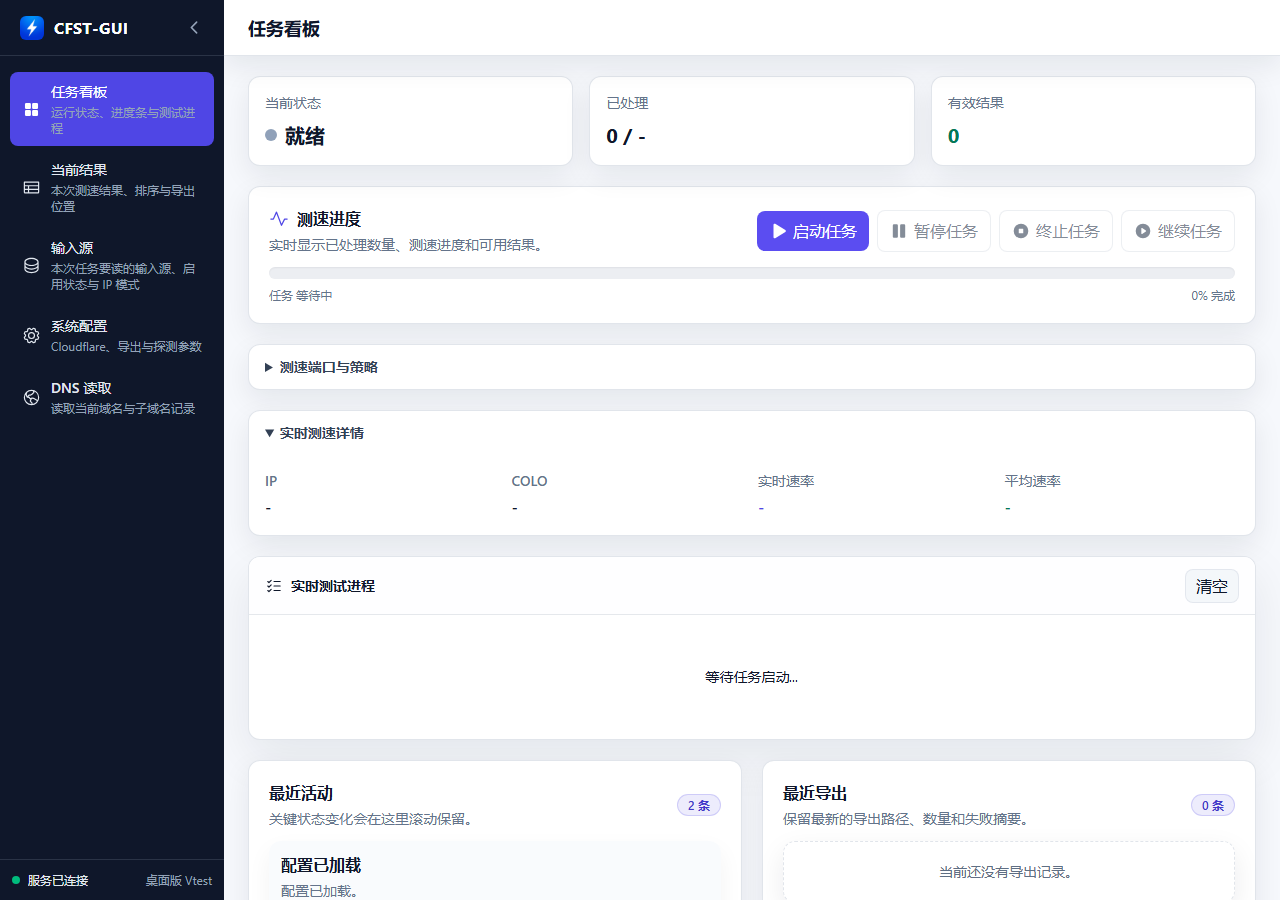 CFST-GUI
任务看板
运行状态、进度条与测试进
程
当前结果
本次测速结果、排序与导出
位置
输入源
本次任务要读的输入源、启
用状态与 IP 模式
系统配置
Cloudflare、导出与探测参数
DNS 读取
读取当前域名与子域名记录
服务已连接
桌面版 Vtest
任务看板
当前状态
就绪
已处理
0 / -
有效结果
0
测速进度
实时显示已处理数量、测速进度和可用结果。
启动任务
暂停任务
终止任务
继续任务
任务 等待中
0% 完成
测速端口与策略
实时测速详情
IP
COLO
实时速率
平均速率
-
-
-
-
实时测试进程
清空
等待任务启动...
最近活动
关键状态变化会在这里滚动保留。
2 条
配置已加载
配置已加载。
最近导出
保留最新的导出路径、数量和失败摘要。
0 条
当前还没有导出记录。